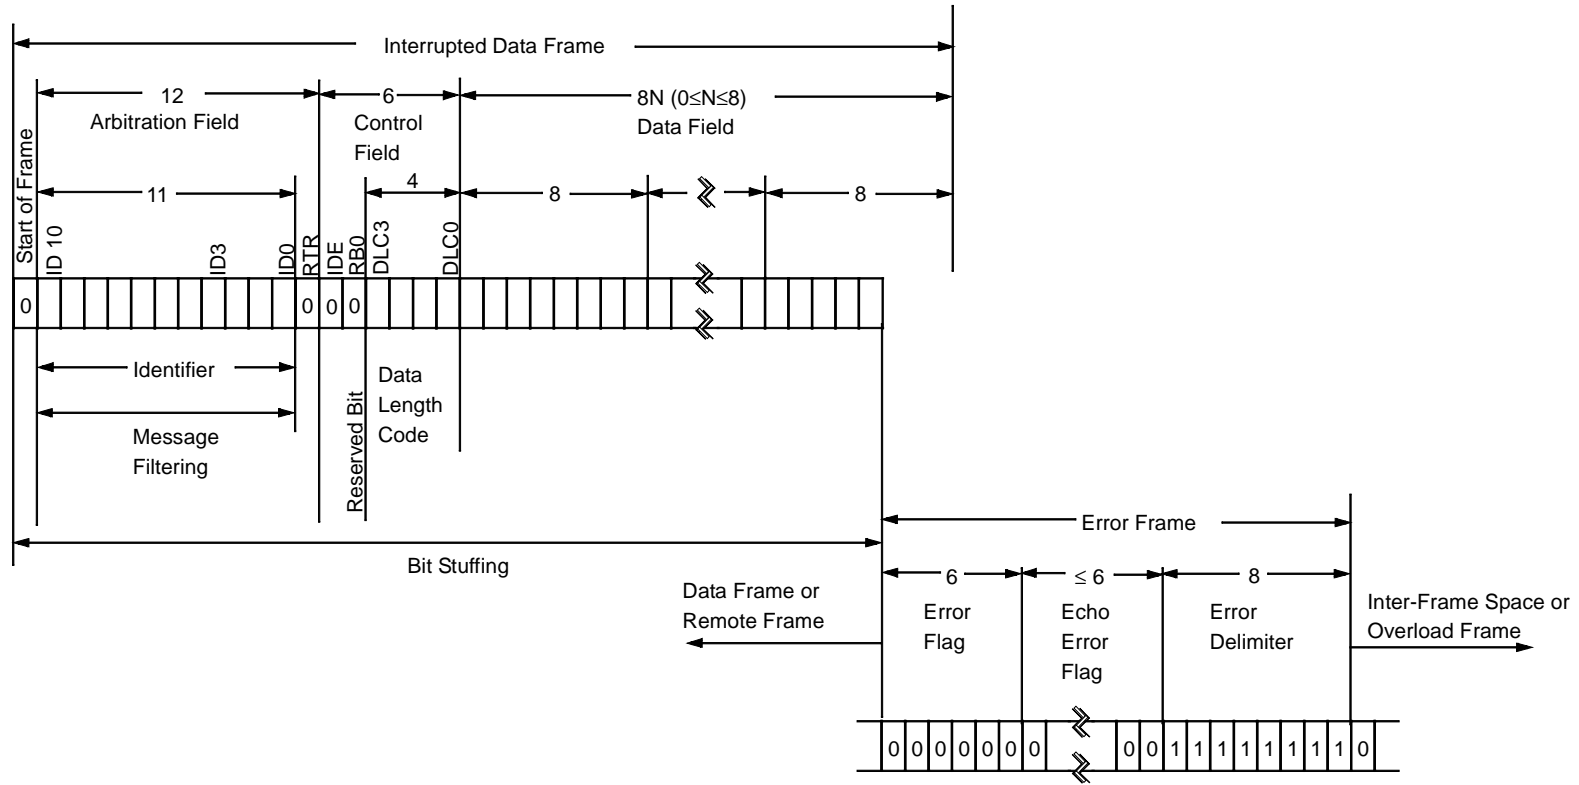 Interrupted Data Frame
12
Arbitration Field
6
Control
Field
8N (0≤N≤8)
Data Field
Start of Frame
11
4
8
8
ID 10
ID3
ID0
RTR
IDE
RB0
DLC3
DLC0
0
0
0
0
Identifier
Message
Filtering
Reserved Bit
Data
Length
Code
Bit Stuffing
Error Frame
Data Frame or
Remote Frame
6
Error
Flag
≤ 6
Echo
Error
Flag
8
Error
Delimiter
Inter-Frame Space or
Overload Frame
0 0 0 0 0 0 0 0 0 1 1 1 1 1 1 1 1 0